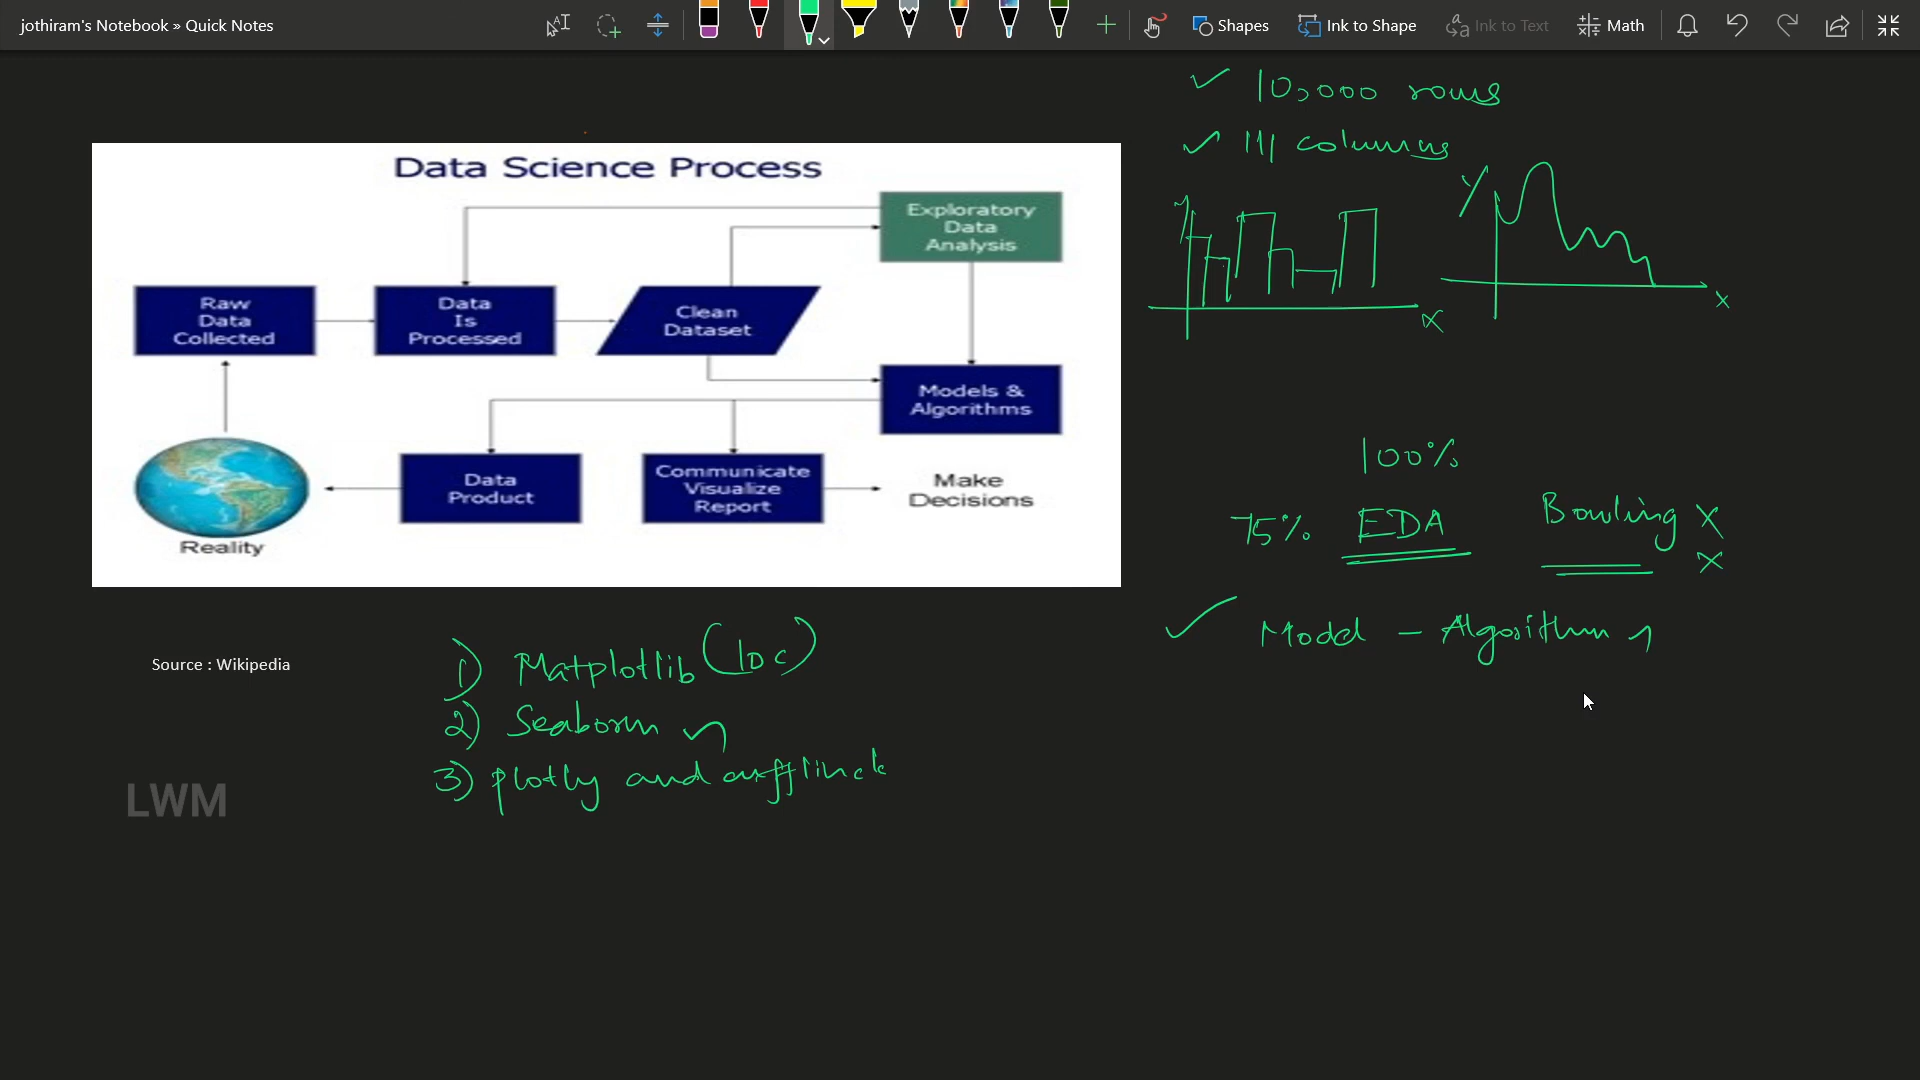 jothiram's Notebook » Quick Notes
Shapes
Ink to Shape
Ink to Text
Math
10,000 rows
columns
Data Science Process
Exploratory
Data
Analysis
Raw
Data
Collected
Data
Is
Processed
Clean
Dataset
Models &
Algorithms
Data
Product
Communicate
Visualize
Report
Make
Decisions
Reality
y
x
y
x
100%
75% EDA
Bowling X
X
Model - Algorithm
Source : Wikipedia
1) Matplotlib
2) Seaborn
3) Plotly and
LWM